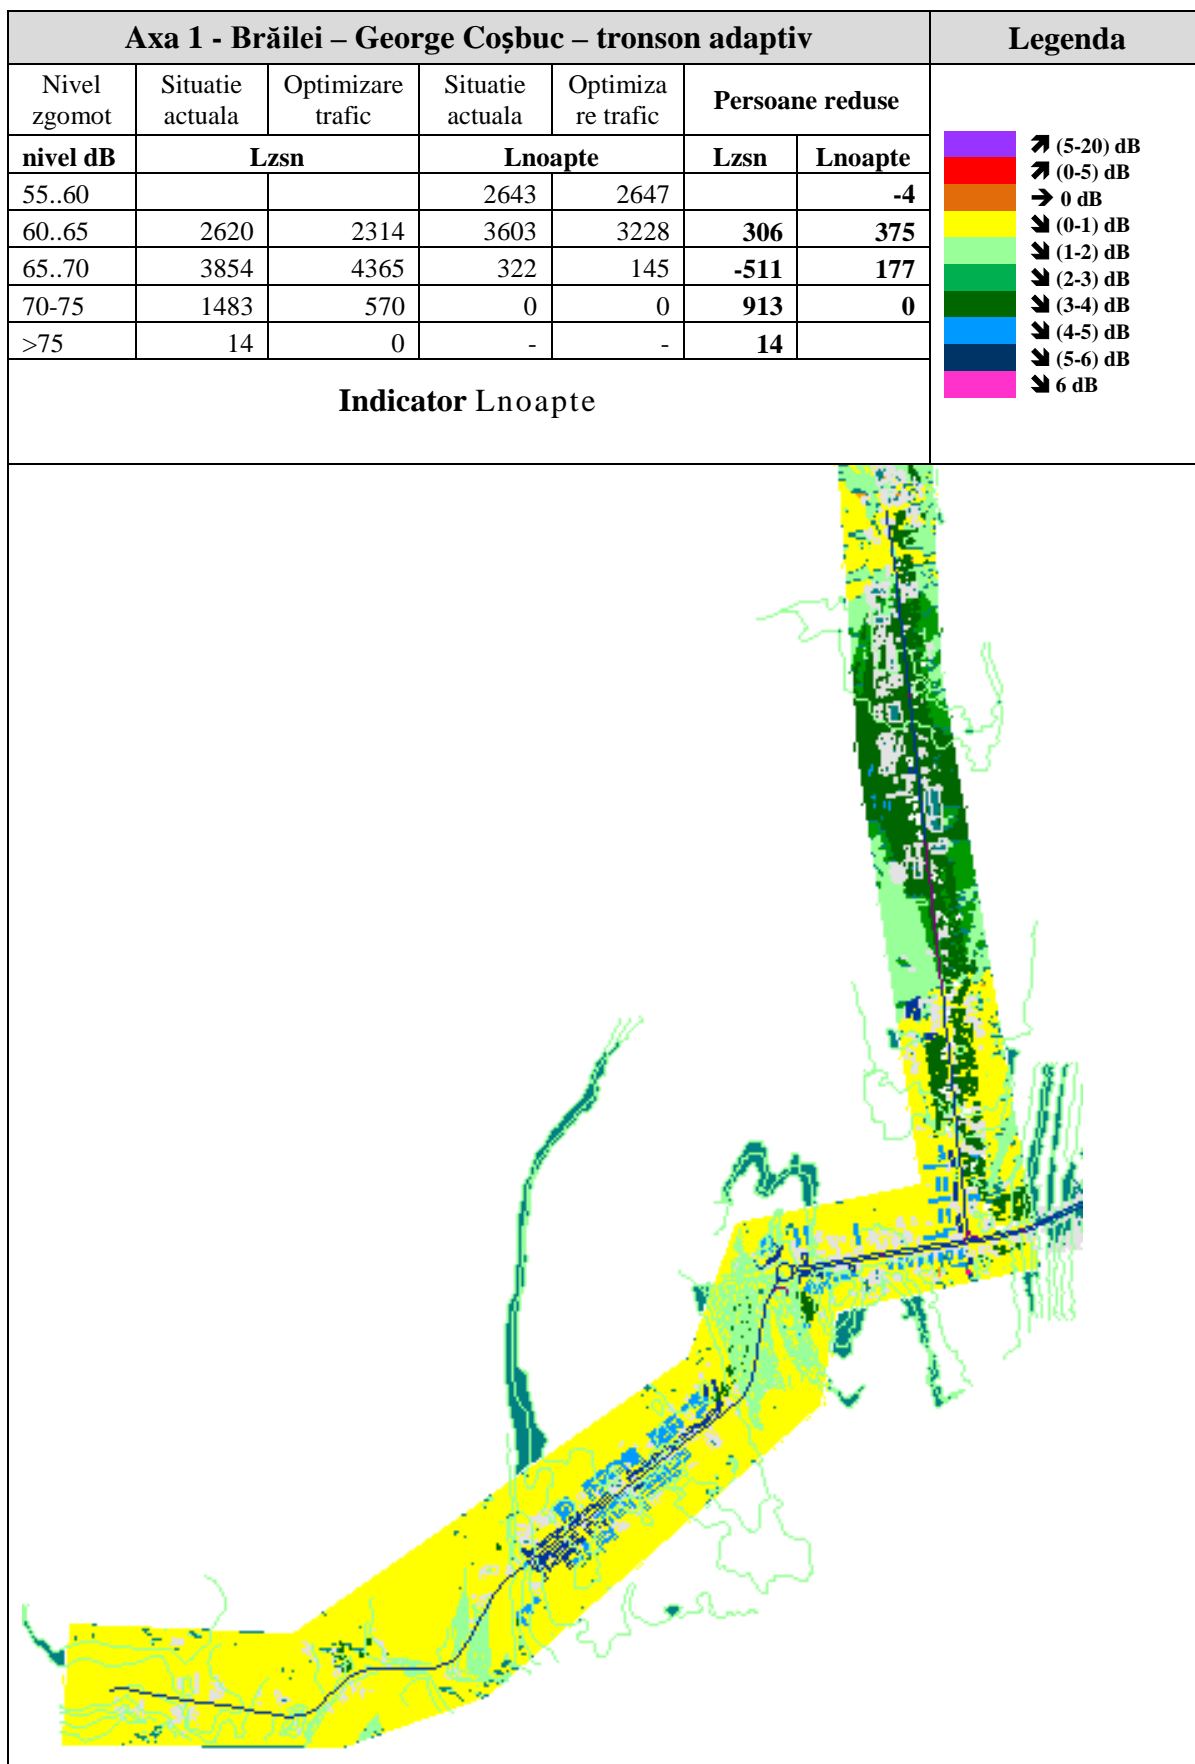 Axa 1 - Brăilei – George Coșbuc – tronson adaptiv
Legenda
Nivel zgomot Situatie actuala Optimizare trafic Situatie actuala Optimiza re trafic Persoane reduse
nivel dB Lzsn Lnoapte Lzsn Lnoapte
55..60 2643 2647 -4
60..65 2620 2314 3603 3228 306 375
65..70 3854 4365 322 145 -511 177
70-75 1483 570 0 0 913 0
>75 14 0 - - 14
Indicator Lnoapte
🡽 (5-20) dB
🡽 (0-5) dB
➔ 0 dB
🡾 (0-1) dB
🡾 (1-2) dB
🡾 (2-3) dB
🡾 (3-4) dB
🡾 (4-5) dB
🡾 (5-6) dB
🡾 6 dB